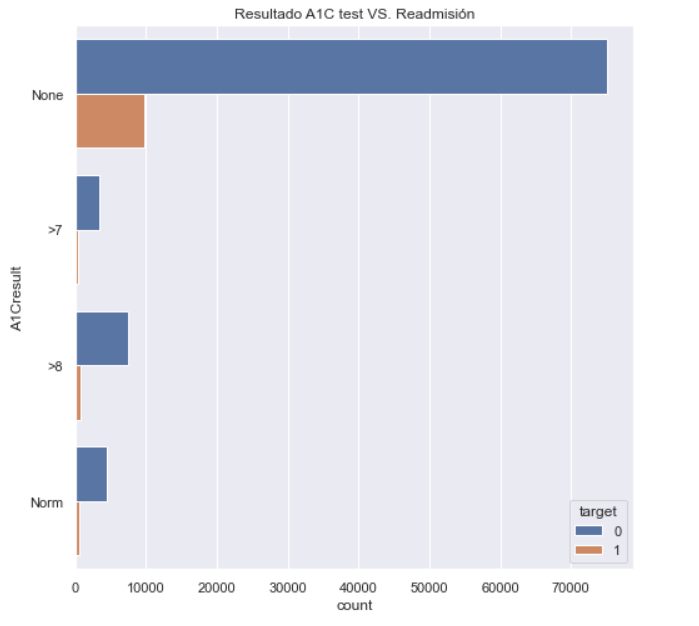 Resultado A1C test VS. Readmisión
None
>7
>8
Norm
A1Cresult
target
0
1
0 10000 20000 30000 40000 50000 60000 70000
count